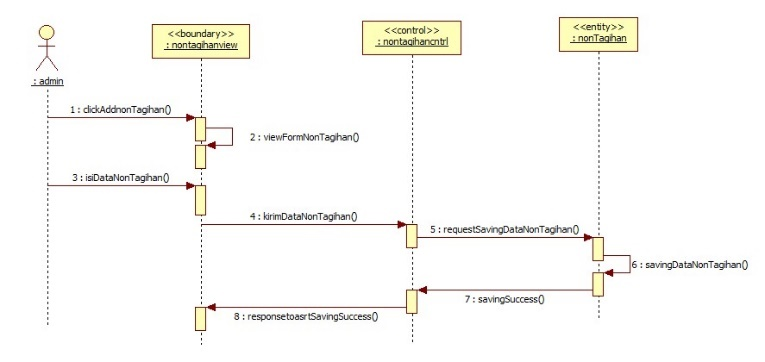 <<boundary>>
: nontagihanview
<<control>>
: nontagihancntrl
<<entity>>
: nonTagihan
: admin
1 : clickAddnonTagihan()
2 : viewFormNonTagihan()
3 : isiDataNonTagihan()
4 : kirimDataNonTagihan()
5 : requestSavingDataNonTagihan()
6 : savingDataNonTagihan()
7 : savingSuccess()
8 : responsetoasrtSavingSuccess()